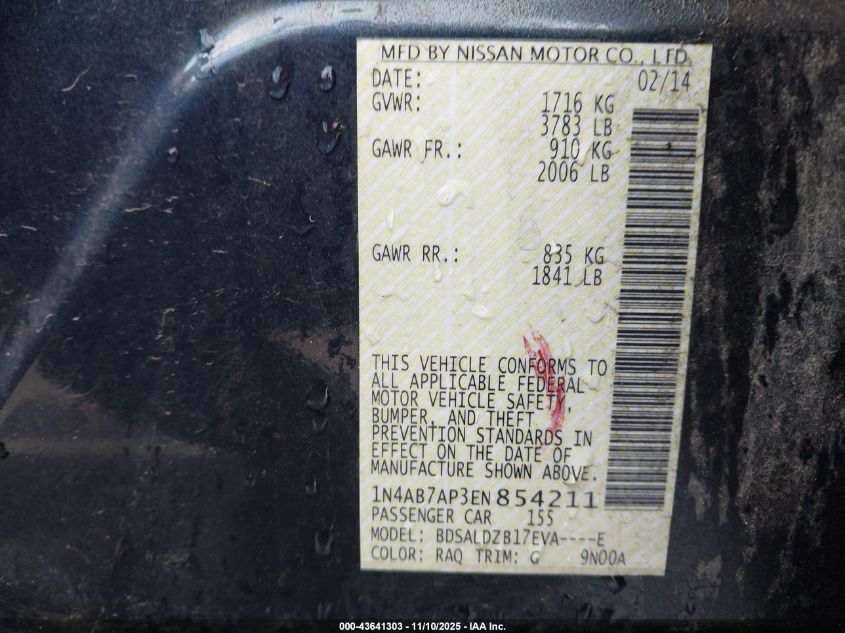 MFD BY NISSAN MOTOR CO., LTD.
DATE: 02/14
GVWR: 1716 KG
3783 LB
GAWR FR.: 910 KG
2006 LB
GAWR RR.: 835 KG
1841 LB
THIS VEHICLE CONFORMS TO
ALL APPLICABLE FEDERAL
MOTOR VEHICLE SAFETY,
BUMPER, AND THEFT
PREVENTION STANDARDS IN
EFFECT ON THE DATE OF
MANUFACTURE SHOWN ABOVE.
1N4AB7AP3EN854211
PASSENGER CAR 155
MODEL: BDSALDZB17EVA----E
COLOR: RAQ TRIM: G 9N00A
000-43641303 - 11/10/2025 - IAA Inc.